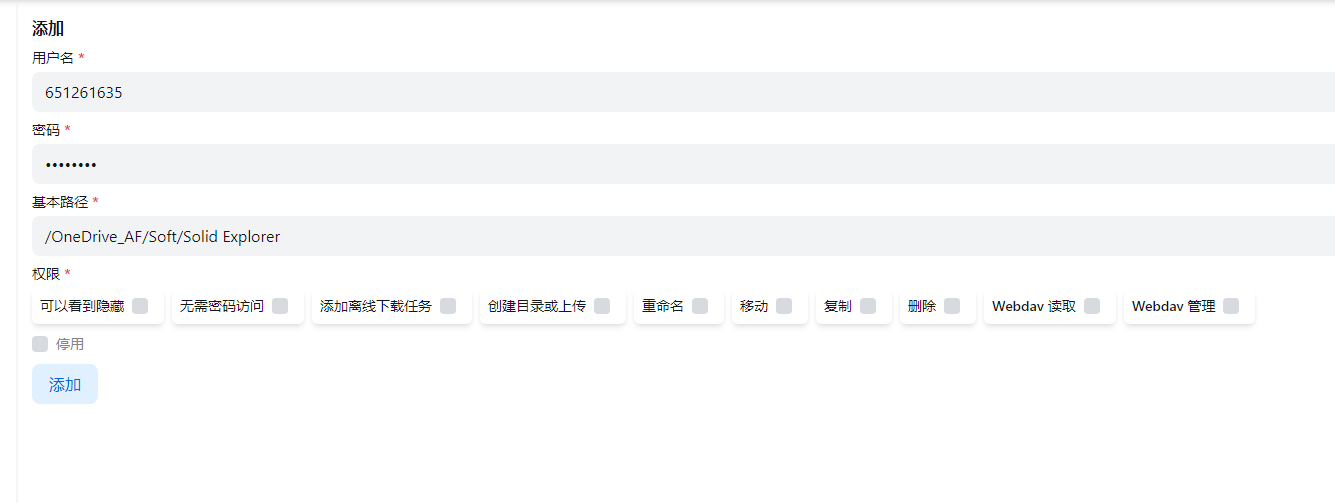 添加
用户名 *
651261635
密码 *
••••••••
基本路径 *
/OneDrive_AF/Soft/Solid Explorer
权限 *
可以看到隐藏 无需密码访问 添加离线下载任务 创建目录或上传 重命名 移动 复制 删除 Webdav 读取 Webdav 管理
停用
添加